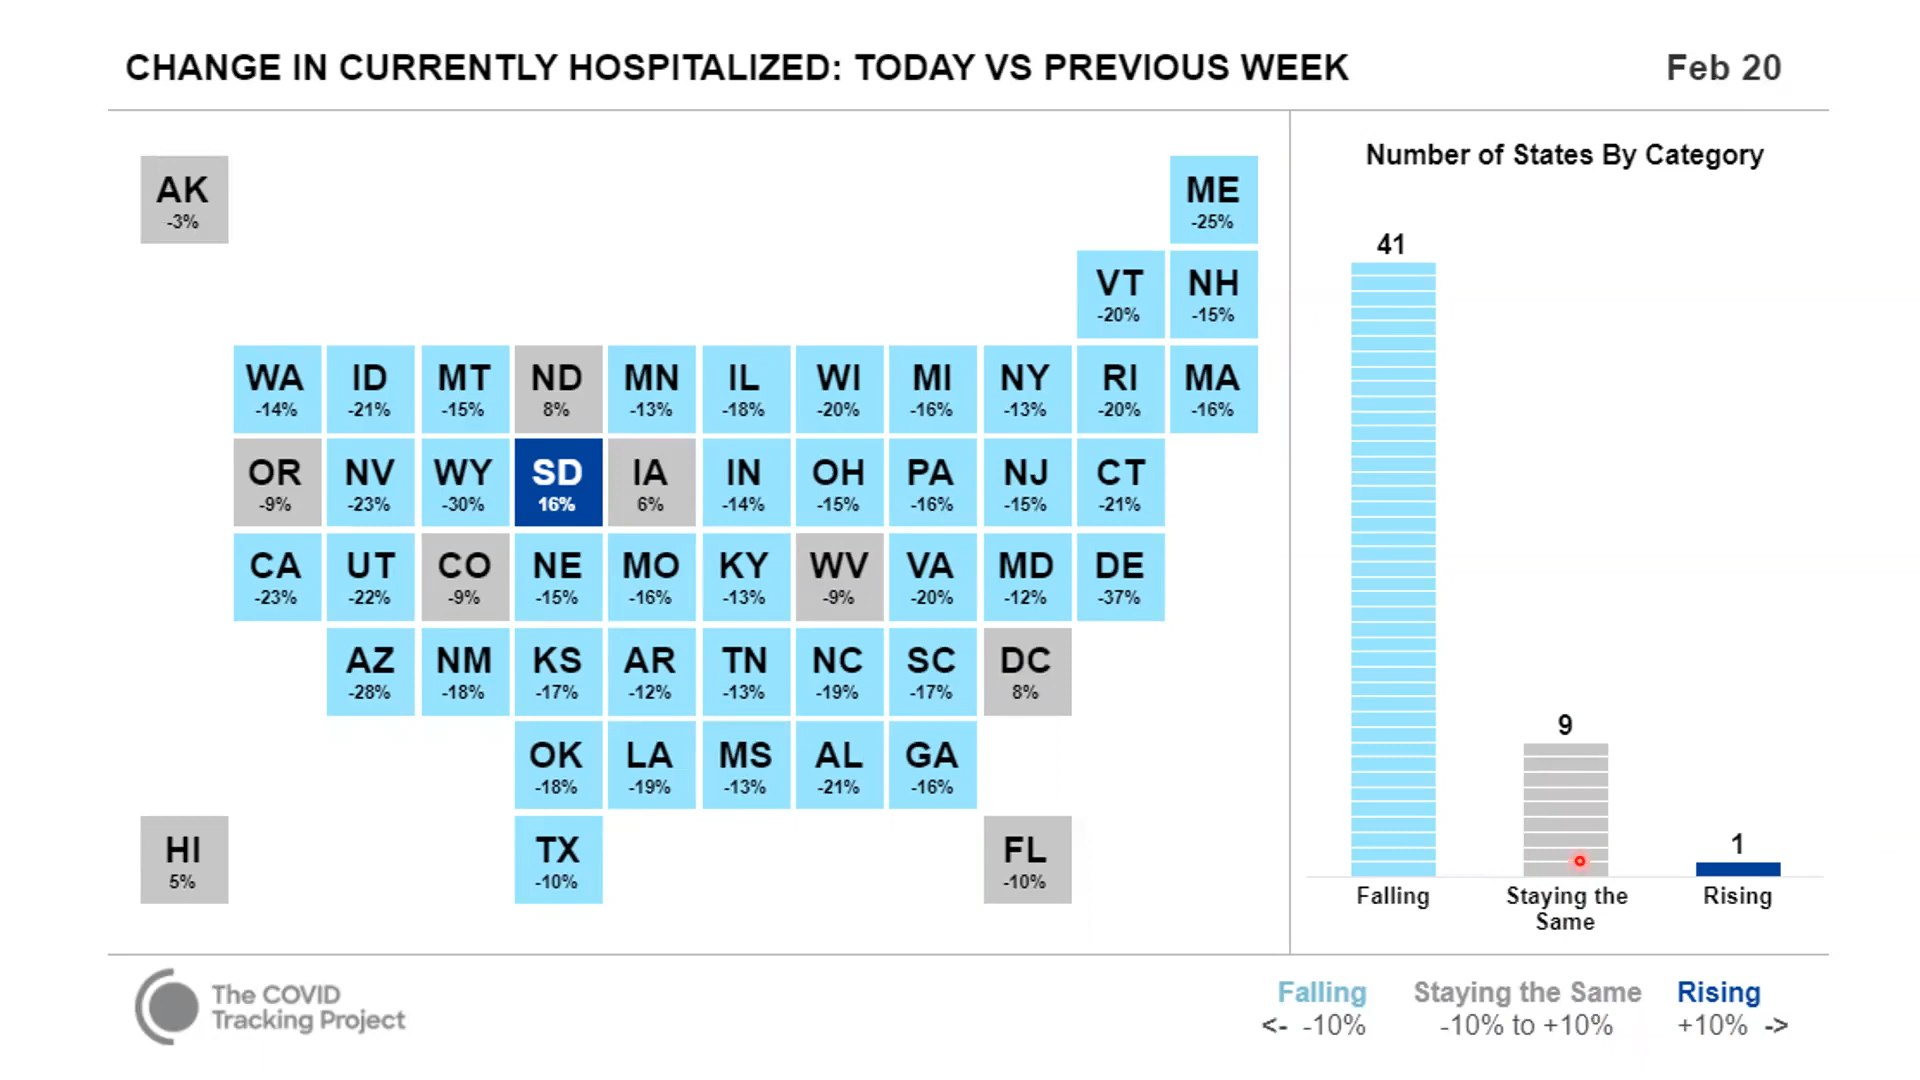 CHANGE IN CURRENTLY HOSPITALIZED: TODAY VS PREVIOUS WEEK
Feb 20
AK
-3%
ME
-25%
VT
-20%
NH
-15%
WA
-14%
ID
-21%
MT
-15%
ND
8%
MN
-13%
IL
-18%
WI
-20%
MI
-16%
NY
-13%
RI
-20%
MA
-16%
OR
-9%
NV
-23%
WY
-30%
SD
16%
IA
6%
IN
-14%
OH
-15%
PA
-16%
NJ
-15%
CT
-21%
CA
-23%
UT
-22%
CO
-9%
NE
-15%
MO
-16%
KY
-13%
WV
-9%
VA
-20%
MD
-12%
DE
-37%
AZ
-28%
NM
-18%
KS
-17%
AR
-12%
TN
-13%
NC
-19%
SC
-17%
DC
8%
OK
-18%
LA
-19%
MS
-13%
AL
-21%
GA
-16%
HI
5%
TX
-10%
FL
-10%
Number of States By Category
41
9
1
Falling
Staying the
Same
Rising
The COVID
Tracking Project
Falling
<- -10%
Staying the Same
-10% to +10%
Rising
+10% ->